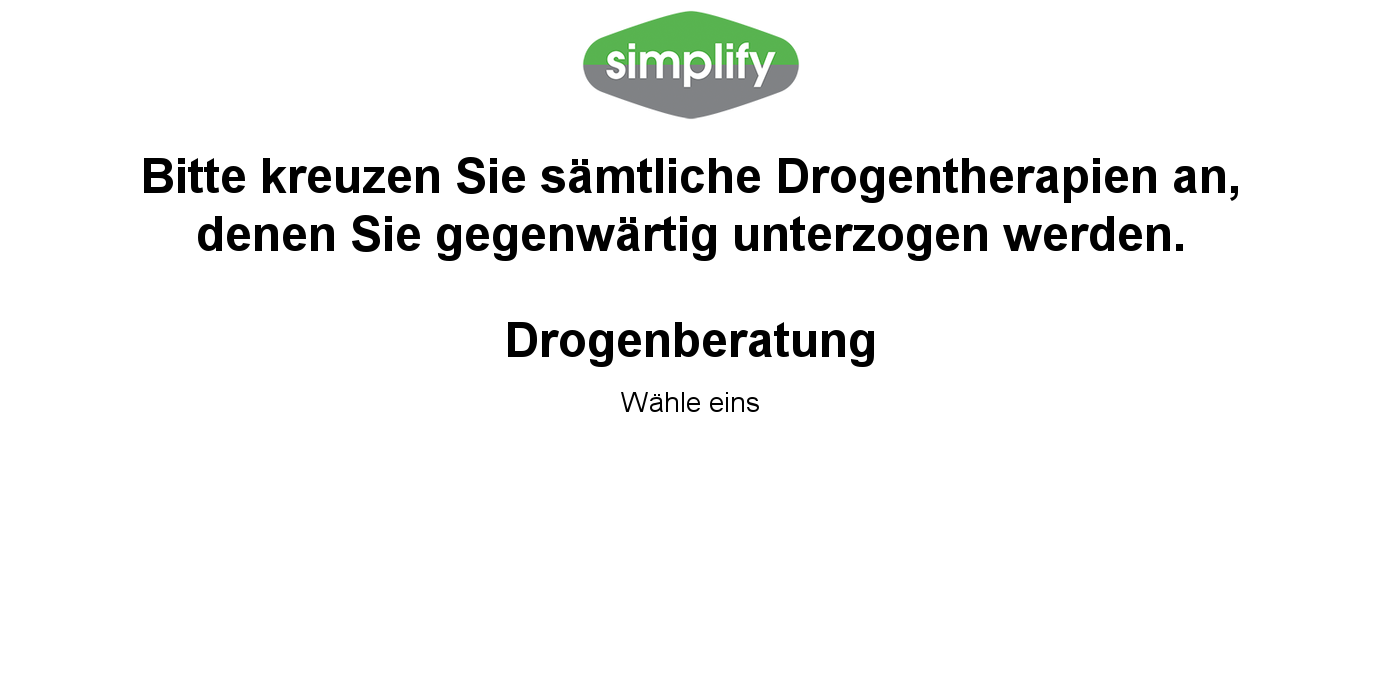 simplify
Bitte kreuzen Sie sämtliche Drogentherapien an,
denen Sie gegenwärtig unterzogen werden.
Drogenberatung
Wähle eins